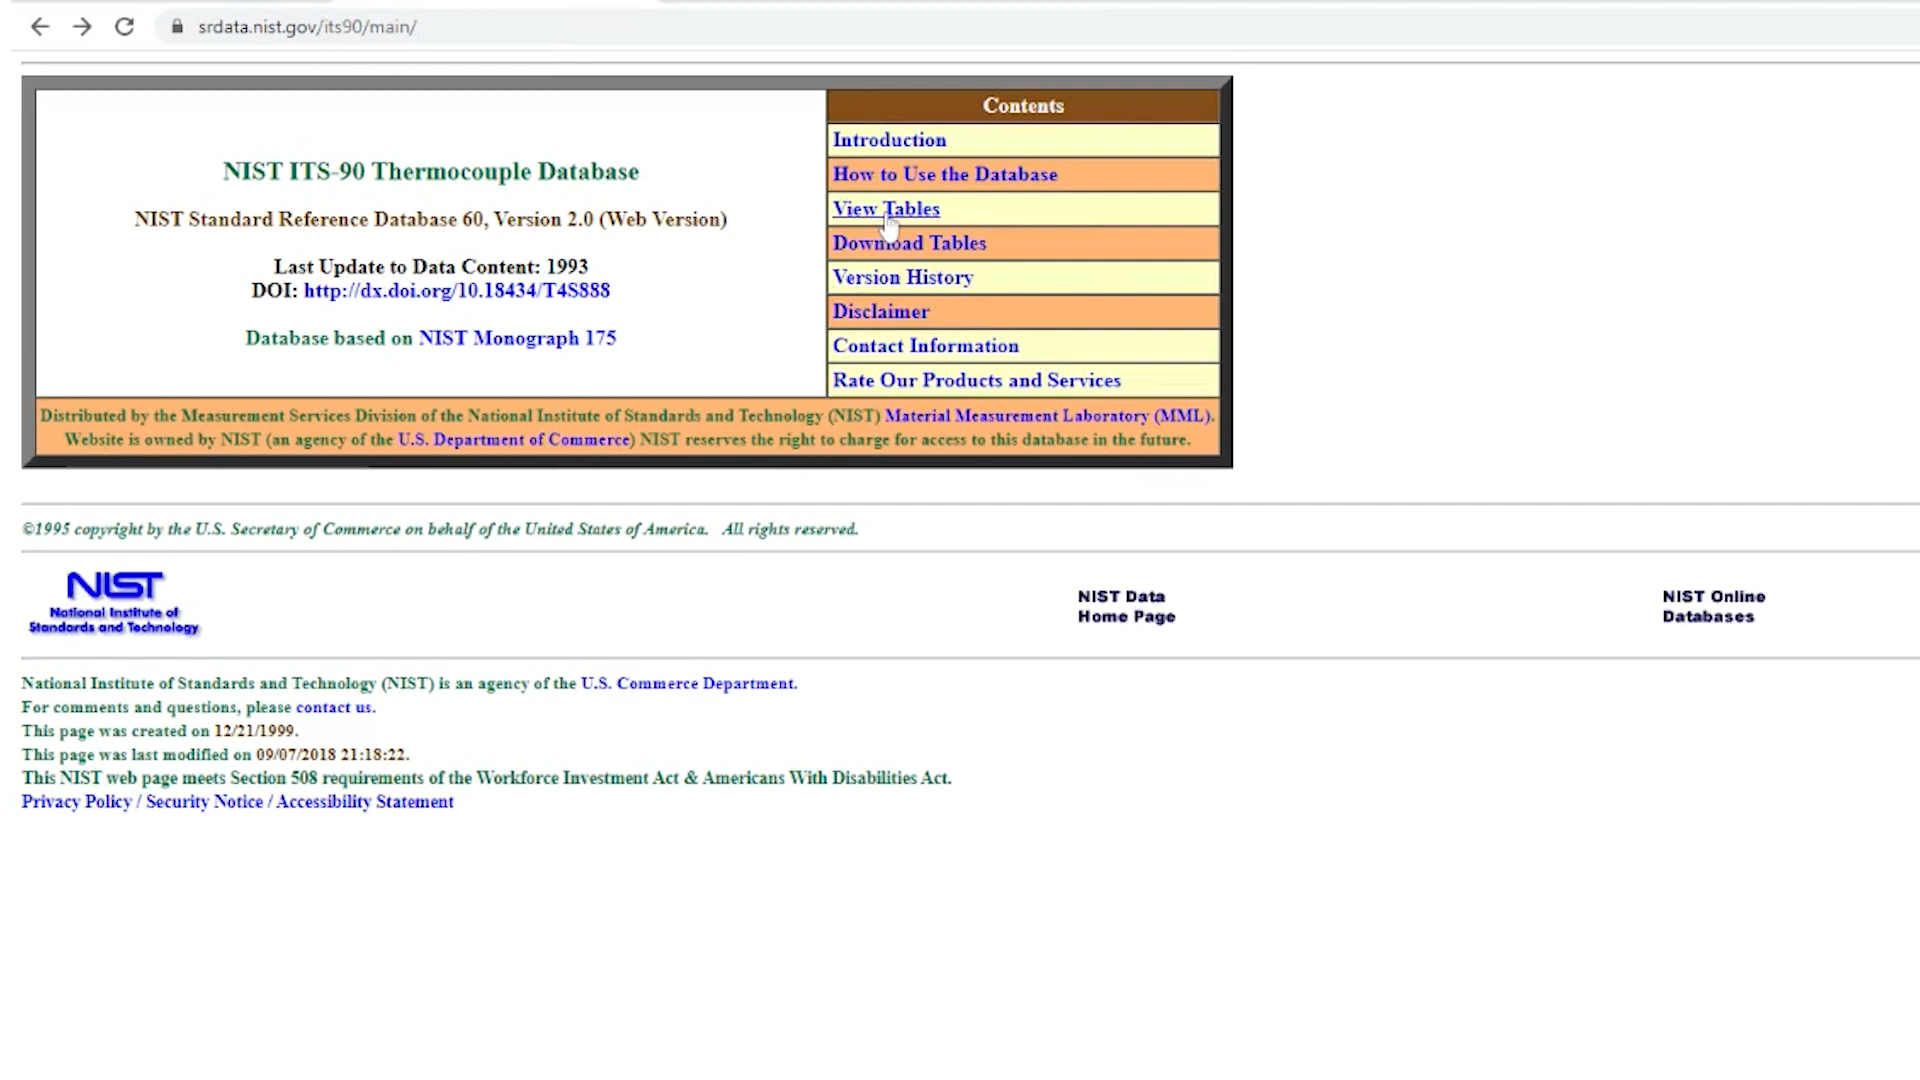 srdata.nist.gov/its90/main/
NIST ITS-90 Thermocouple Database
NIST Standard Reference Database 60, Version 2.0 (Web Version)
Last Update to Data Content: 1993
DOI: http://dx.doi.org/10.18434/T4S888
Database based on NIST Monograph 175
Contents
Introduction
How to Use the Database
View Tables
Download Tables
Version History
Disclaimer
Contact Information
Rate Our Products and Services
Distributed by the Measurement Services Division of the National Institute of Standards and Technology (NIST) Material Measurement Laboratory (MML).
Website is owned by NIST (an agency of the U.S. Department of Commerce) NIST reserves the right to charge for access to this database in the future.
©1995 copyright by the U.S. Secretary of Commerce on behalf of the United States of America. All rights reserved.
NIST
National Institute of
Standards and Technology
NIST Data
Home Page
NIST Online
Databases
National Institute of Standards and Technology (NIST) is an agency of the U.S. Commerce Department.
For comments and questions, please contact us.
This page was created on 12/21/1999.
This page was last modified on 09/07/2018 21:18:22.
This NIST web page meets Section 508 requirements of the Workforce Investment Act & Americans With Disabilities Act.
Privacy Policy / Security Notice / Accessibility Statement